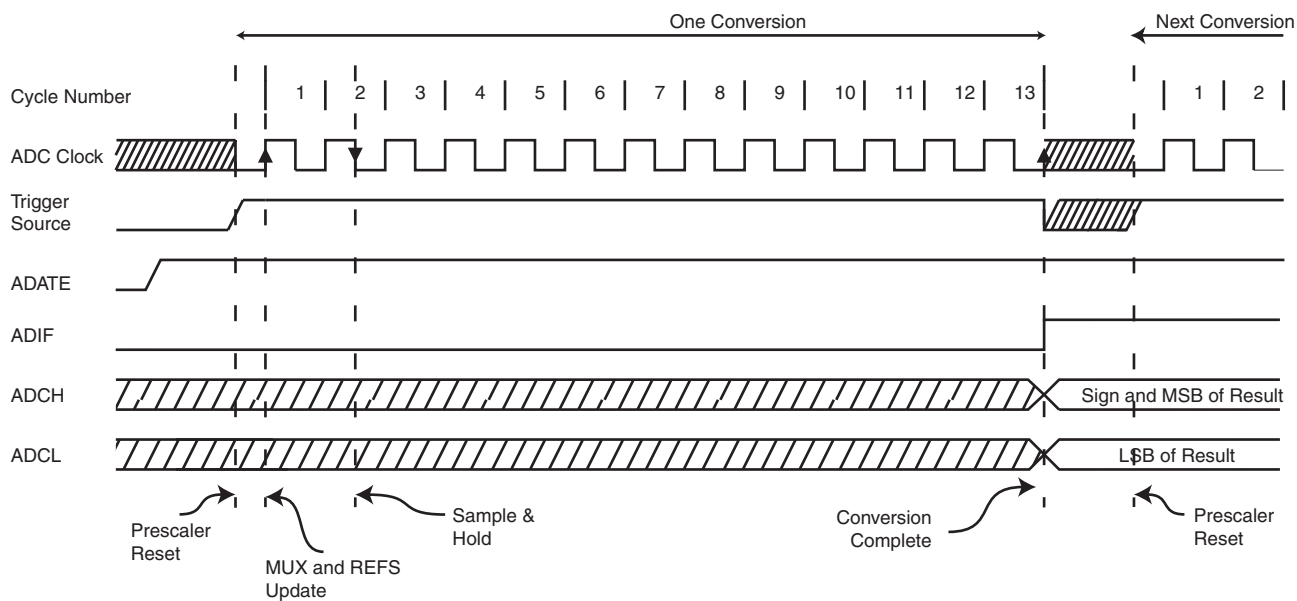 One Conversion
Next Conversion
Cycle Number
1 2 3 4 5 6 7 8 9 10 11 12 13 1 2
ADC Clock
Trigger
Source
ADATE
ADIF
ADCH
Sign and MSB of Result
ADCL
LSB of Result
Prescaler
Reset
MUX and REFS
Update
Sample &
Hold
Conversion
Complete
Prescaler
Reset